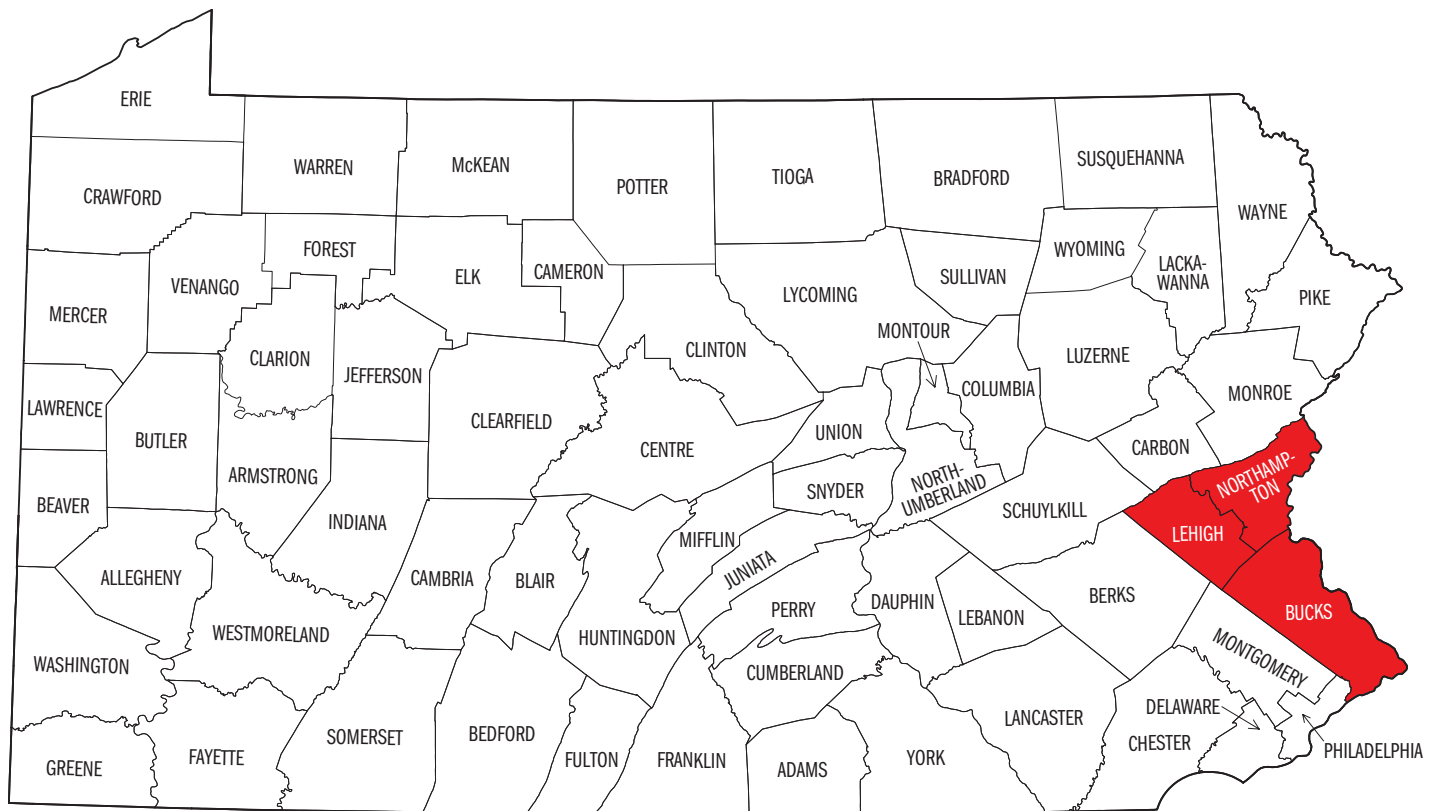 ERIE
CRAWFORD
WARREN
McKEAN
POTTER
TIOGA
BRADFORD
SUSQUEHANNA
WAYNE
FOREST
VENANGO
ELK
CAMERON
LYCOMING
SULLIVAN
WYOMING
LACKA-
WANNA
PIKE
MERCER
CLARION
JEFFERSON
CLINTON
MONTOUR
COLUMBIA
LUZERNE
MONROE
LAWRENCE
BUTLER
CLEARFIELD
CENTRE
UNION
CARBON
ARMSTRONG
BEAVER
INDIANA
SNYDER
NORTH-
UMBERLAND
SCHUYLKILL
NORTHAMP-
TON
LEHIGH
ALLEGHENY
CAMBRIA
BLAIR
MIFFLIN
JUNIATA
PERRY
DAUPHIN
LEBANON
BERKS
BUCKS
WESTMORELAND
HUNTINGDON
WASHINGTON
CUMBERLAND
MONTGOMERY
GREENE
FAYETTE
SOMERSET
BEDFORD
FULTON
FRANKLIN
ADAMS
YORK
LANCASTER
CHESTER
DELAWARE
PHILADELPHIA